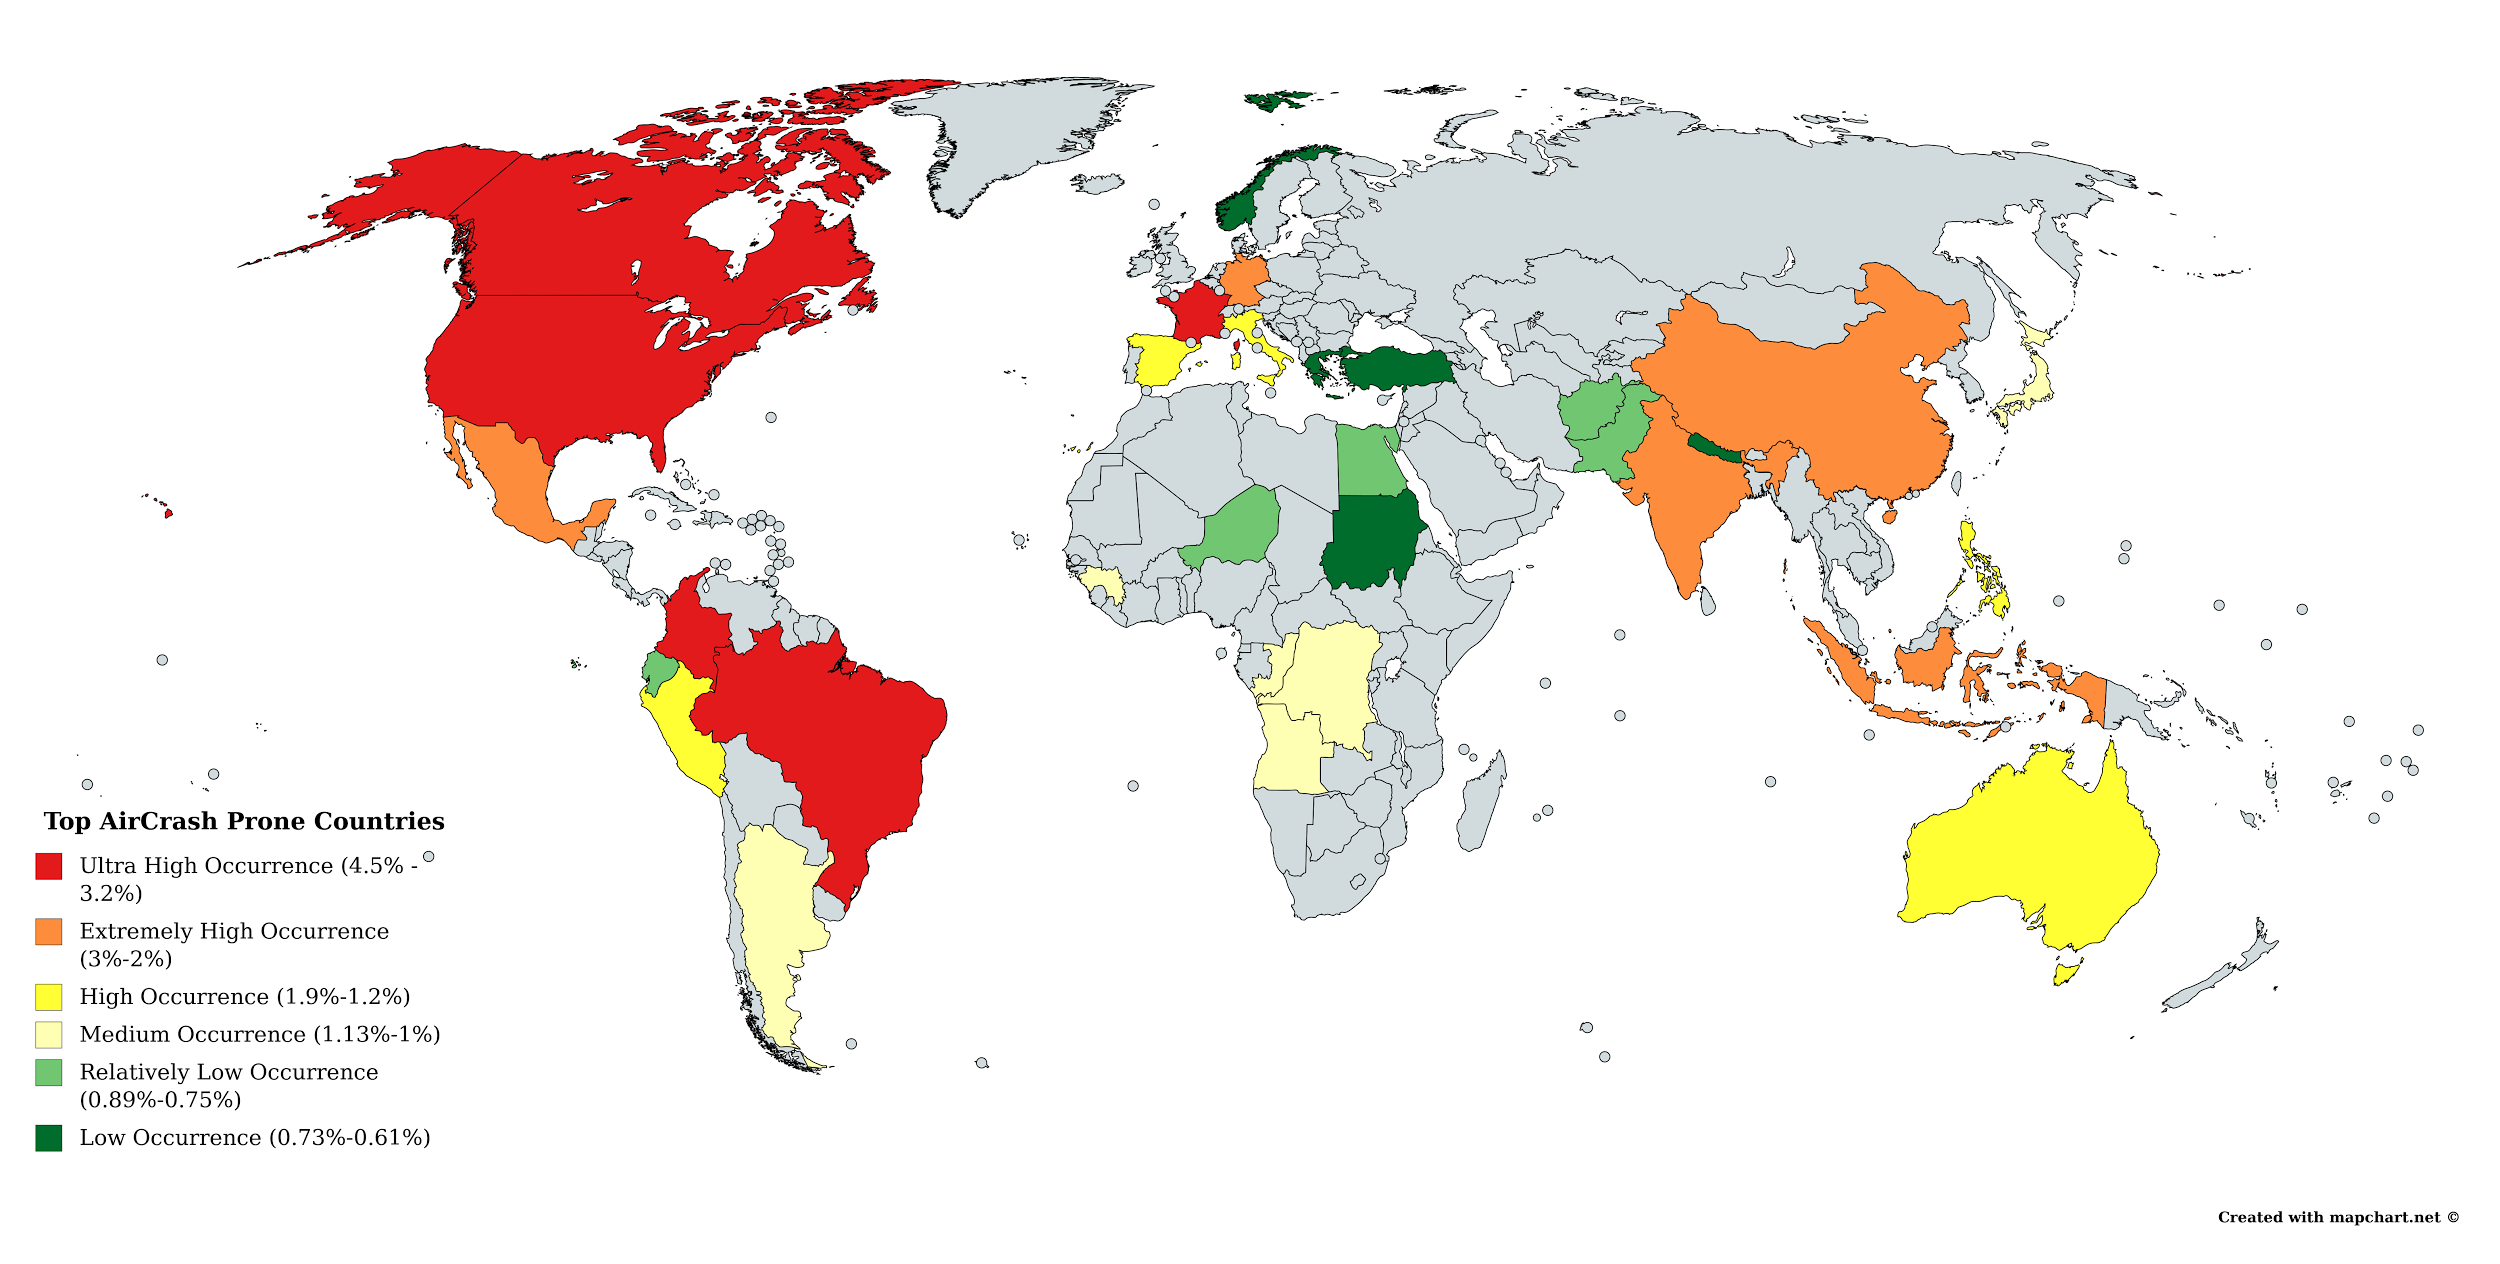 Top AirCrash Prone Countries
Ultra High Occurrence (4.5% -
3.2%)
Extremely High Occurrence
(3%-2%)
High Occurrence (1.9%-1.2%)
Medium Occurrence (1.13%-1%)
Relatively Low Occurrence
(0.89%-0.75%)
Low Occurrence (0.73%-0.61%)
Created with mapchart.net ©